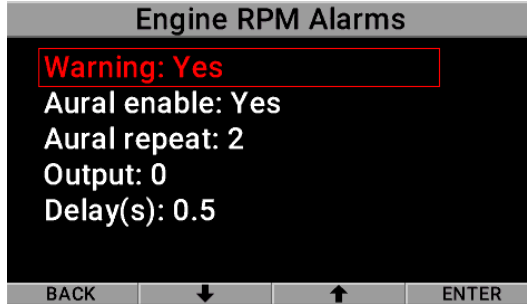 Engine RPM Alarms
Warning: Yes
Aural enable: Yes
Aural repeat: 2
Output: 0
Delay(s): 0.5
BACK ENTER